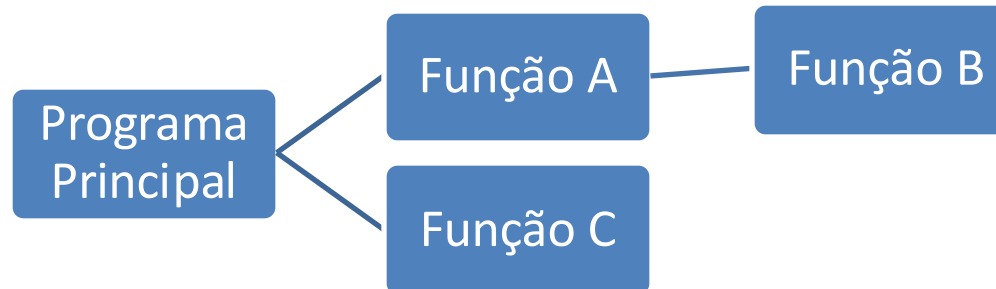 Programa
Principal
Função A
Função B
Função C